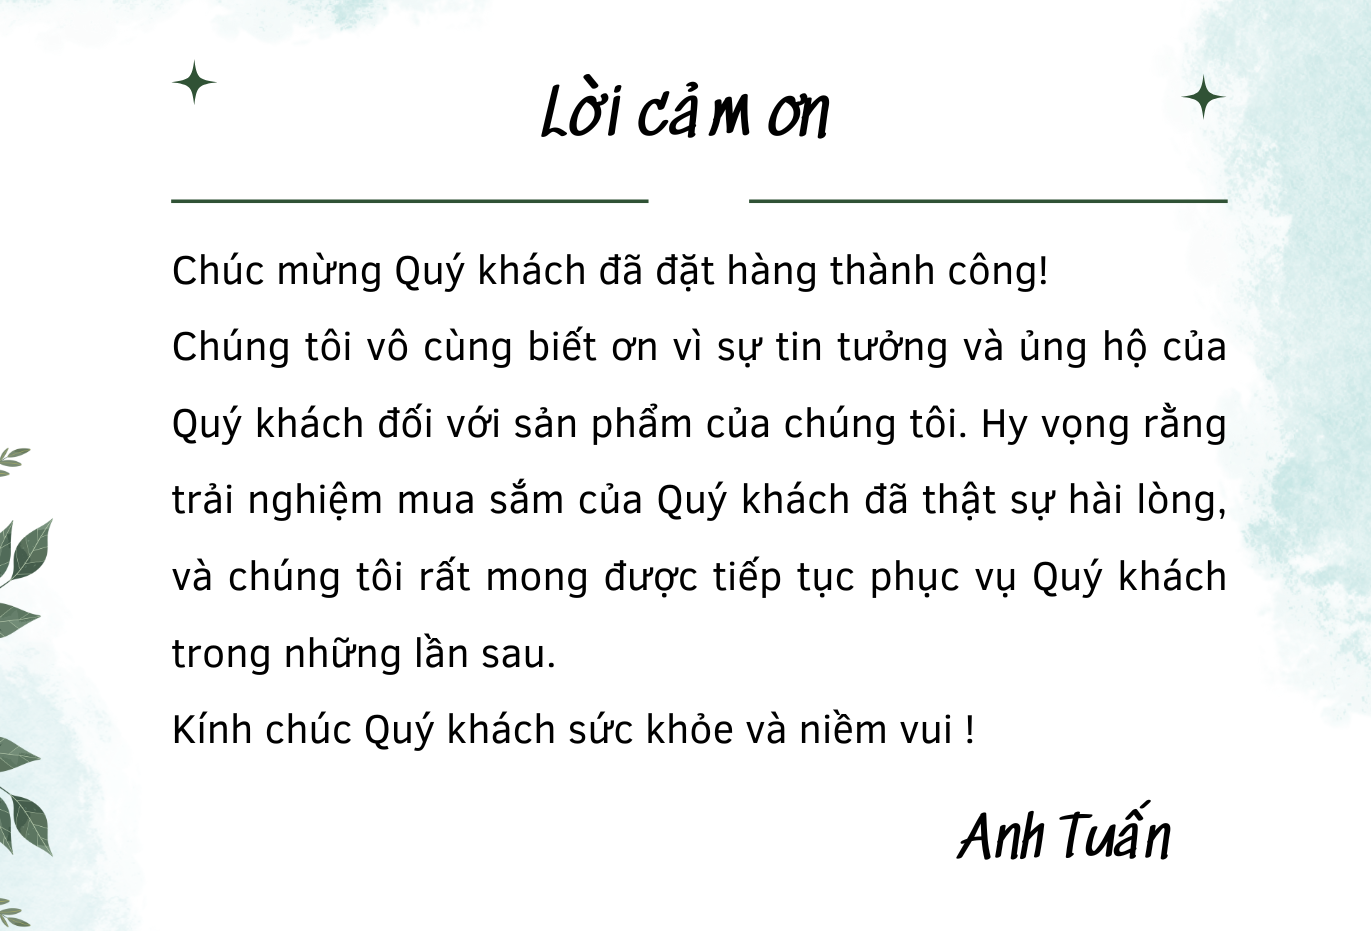 Lời cảm ơn
Chúc mừng Quý khách đã đặt hàng thành công!
Chúng tôi vô cùng biết ơn vì sự tin tưởng và ủng hộ của
Quý khách đối với sản phẩm của chúng tôi. Hy vọng rằng
trải nghiệm mua sắm của Quý khách đã thật sự hài lòng,
và chúng tôi rất mong được tiếp tục phục vụ Quý khách
trong những lần sau.
Kính chúc Quý khách sức khỏe và niềm vui !
Anh Tuấn